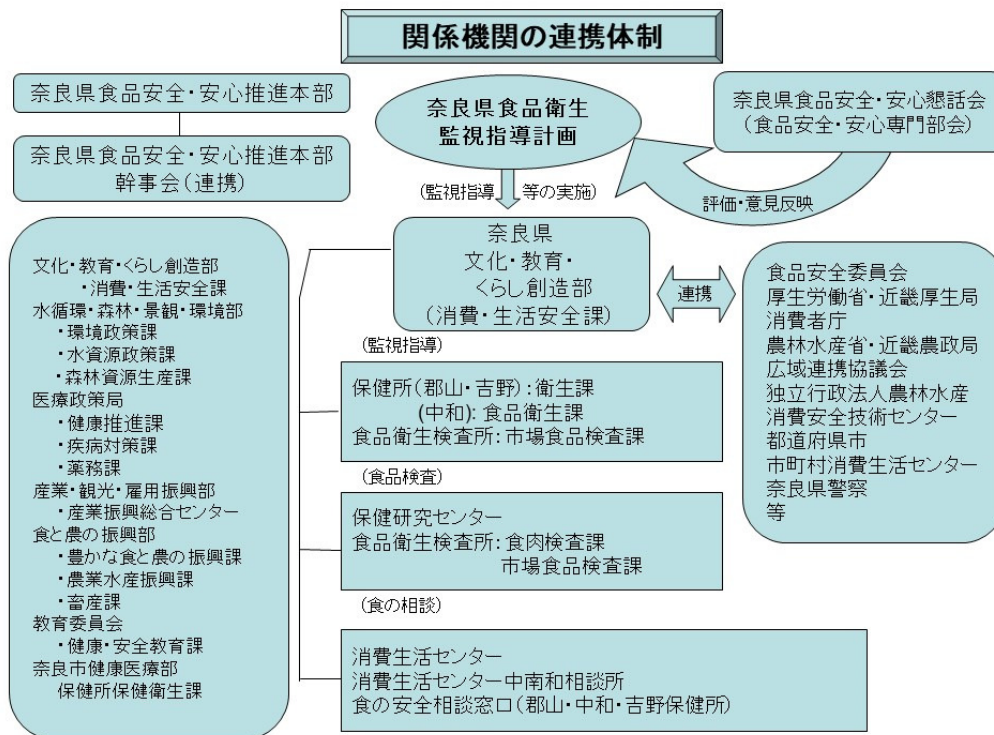 関係機関の連携体制
奈良県食品安全・安心推進本部
奈良県食品安全・安心推進本部
幹事会(連携)
奈良県食品衛生
監視指導計画
奈良県食品安全・安心懇話会
(食品安全・安心専門部会)
評価・意見反映
(監視指導 等の実施)
奈良県
文化・教育・
くらし創造部
(消費・生活安全課)
連携
食品安全委員会
厚生労働省・近畿厚生局
消費者庁
農林水産省・近畿農政局
広域連携協議会
独立行政法人農林水産
消費安全技術センター
都道府県市
市町村消費生活センター
奈良県警察
等
文化・教育・くらし創造部
・消費・生活安全課
水循環・森林・景観・環境部
・環境政策課
・水資源政策課
・森林資源生産課
医療政策局
・健康推進課
・疾病対策課
・薬務課
産業・観光・雇用振興部
・産業振興総合センター
食と農の振興部
・豊かな食と農の振興課
・農業水産振興課
・畜産課
教育委員会
・健康・安全教育課
奈良市健康医療部
保健所保健衛生課
(監視指導)
保健所(郡山・吉野):衛生課
(中和):食品衛生課
食品衛生検査所:市場食品検査課
(食品検査)
保健研究センター
食品衛生検査所:食肉検査課
市場食品検査課
(食の相談)
消費生活センター
消費生活センター中南和相談所
食の安全相談窓口(郡山・中和・吉野保健所)